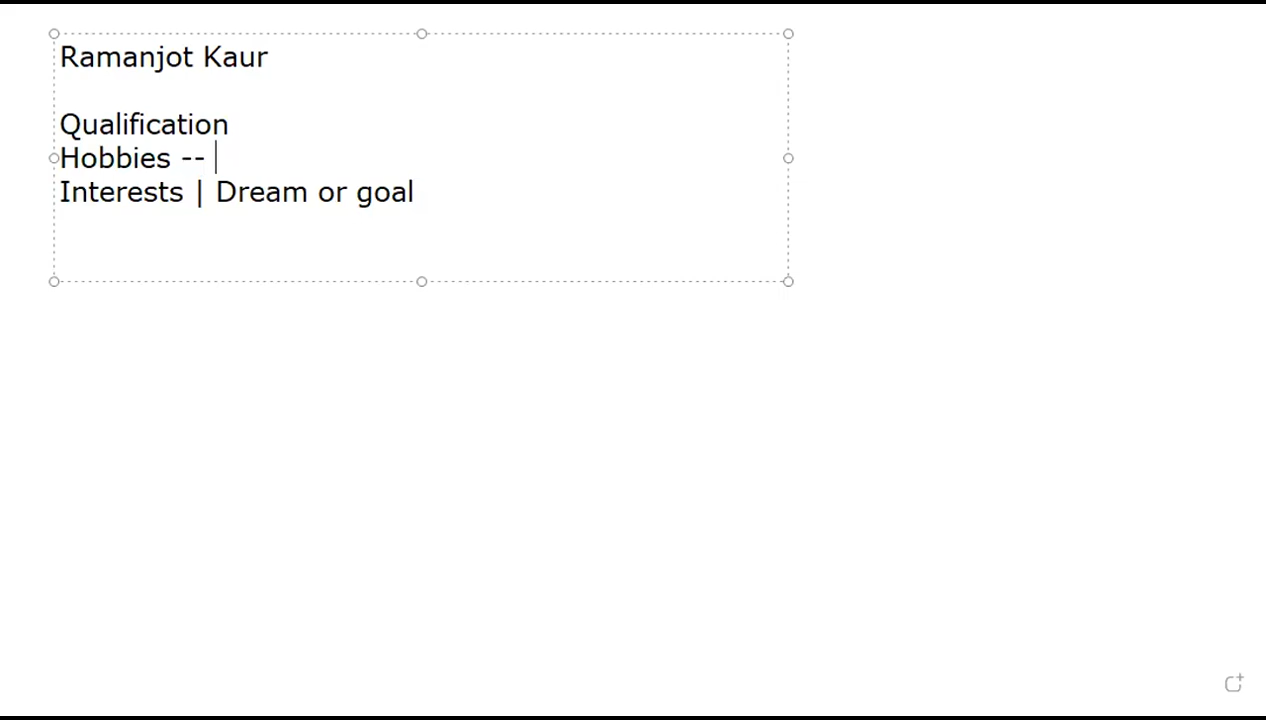 Ramanjot Kaur
Qualification
Hobbies --
Interests | Dream or goal